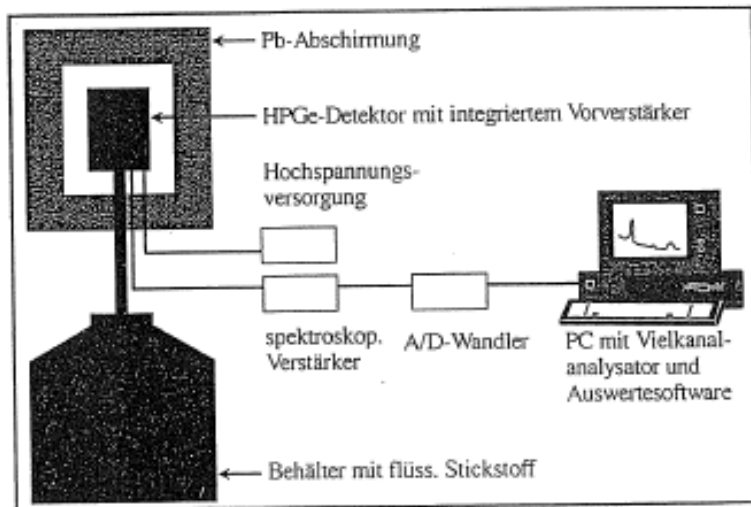 Pb-Abschirmung
HPGe-Detektor mit integriertem Vorverstärker
Hochspannungs-
versorgung
spektroskop.
Verstärker
A/D-Wandler
PC mit Vielkanal-
analysator und
Auswertesoftware
Behälter mit flüss. Stickstoff